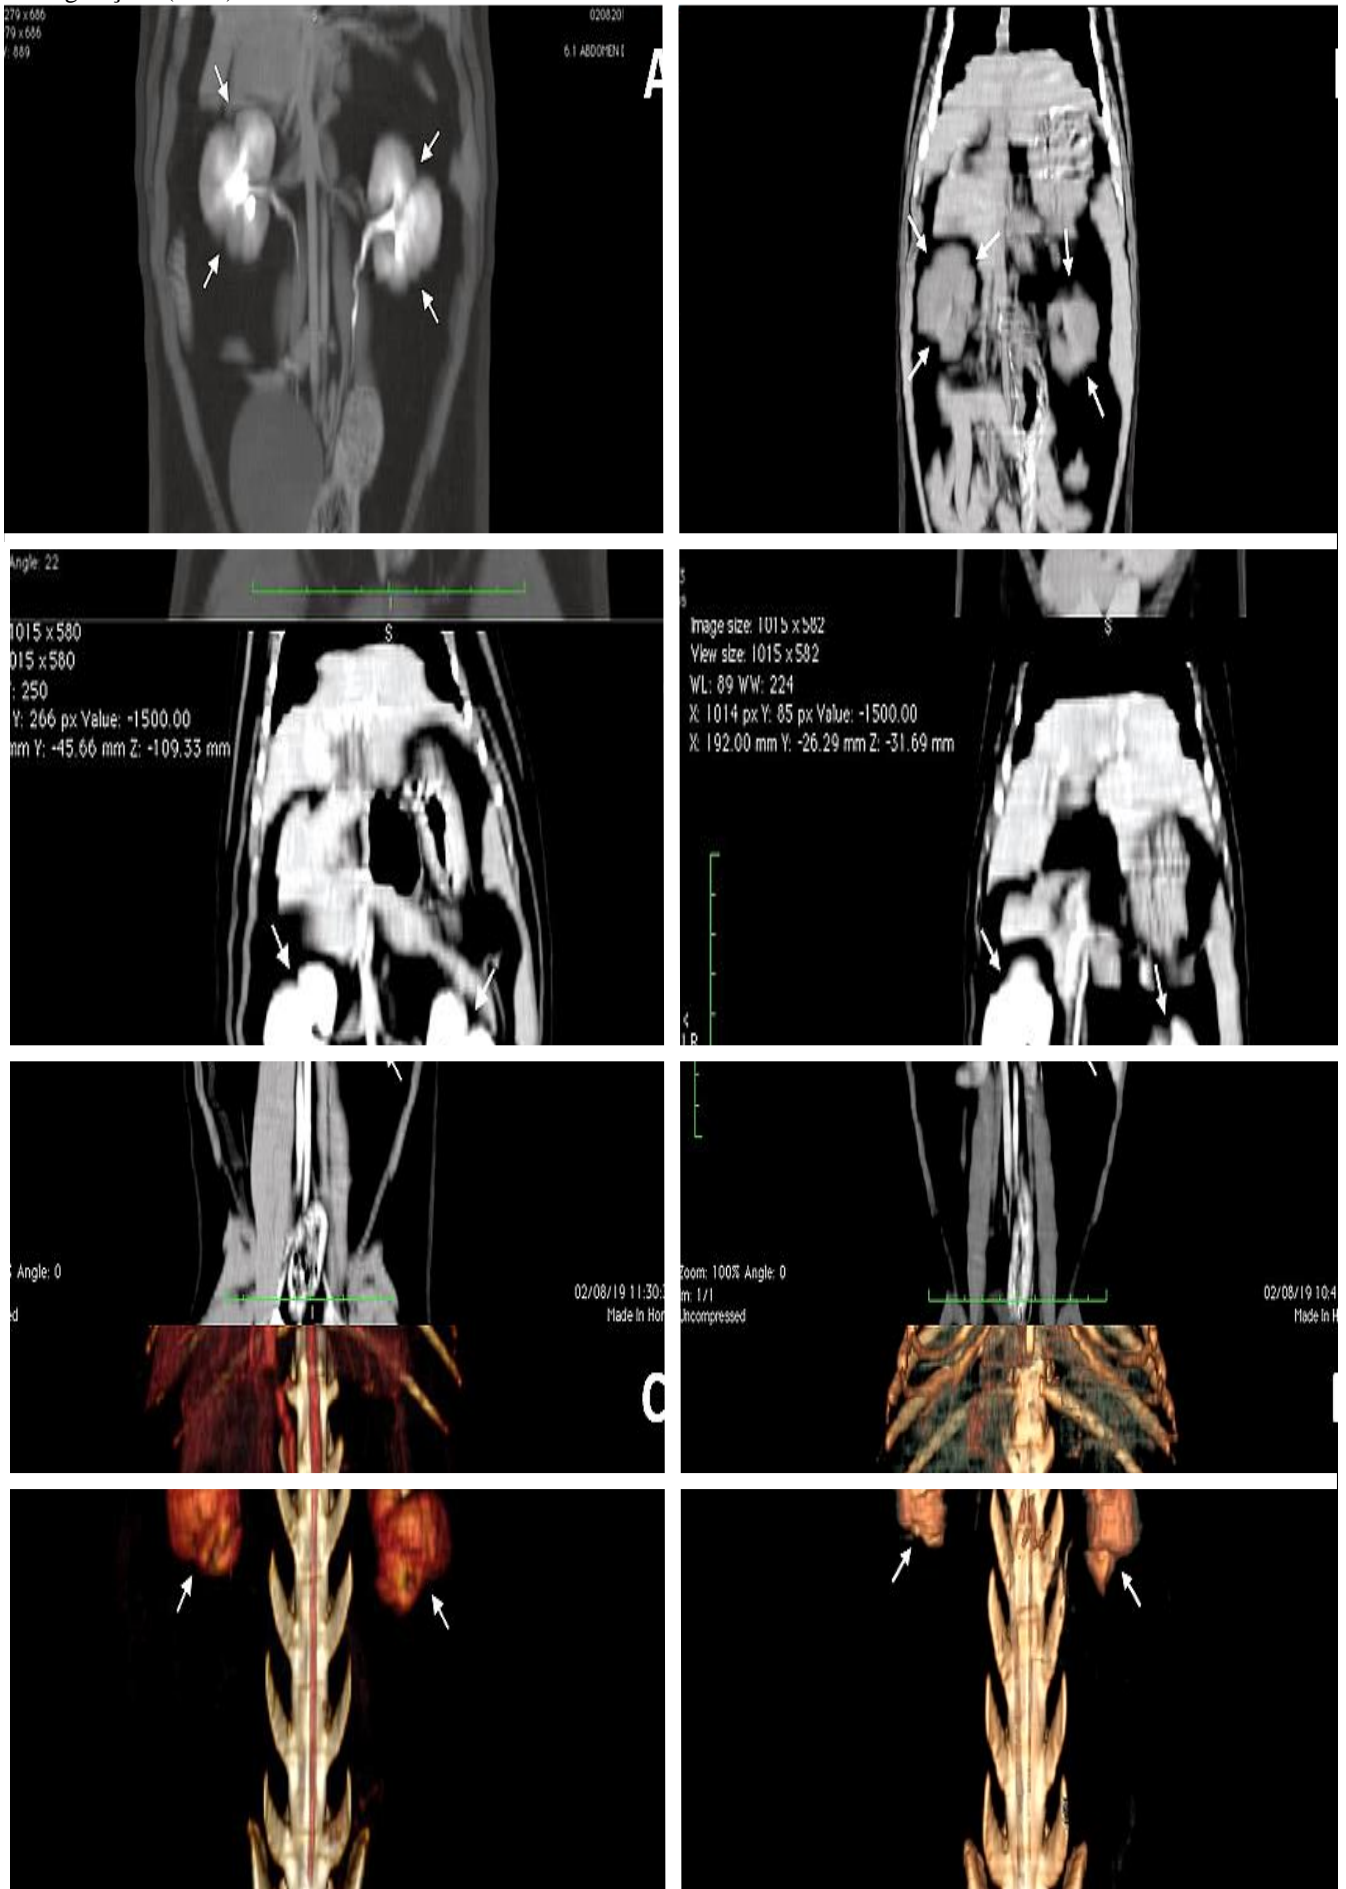 279 x 686
79 x 686
: 889
020820
6.1 ABDOMEN
A
S
Angle: 22
1015 x 580
015 x 580
: 250
Y: 266 px Value: -1500.00
mm Y: -45.66 mm Z: -109.33 mm
S
Image size: 1015 x 582
View size: 1015 x 582
WL: 89 WW: 224
X: 1014 px Y: 85 px Value: -1500.00
X: 192.00 mm Y: -26.29 mm Z: -31.69 mm
S
R
Angle: 0
02/08/19 11:30:
Made In Hor
I
Zoom: 100% Angle: 0
m: 1/1
Uncompressed
02/08/19 10:4
Made In H
C